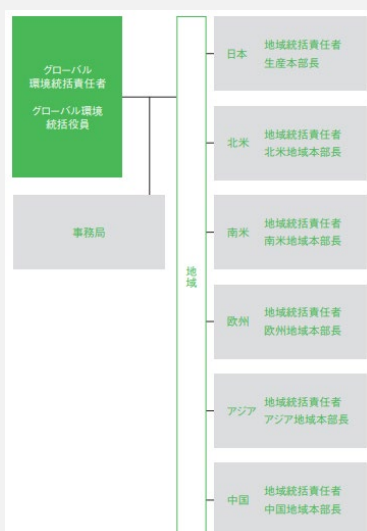 グローバル
環境統括責任者
グローバル環境
統括役員
事務局
地域
日本
地域統括責任者
生産本部長
北米
地域統括責任者
北米地域本部長
南米
地域統括責任者
南米地域本部長
欧州
地域統括責任者
欧州地域本部長
アジア
地域統括責任者
アジア地域本部長
中国
地域統括責任者
中国地域本部長